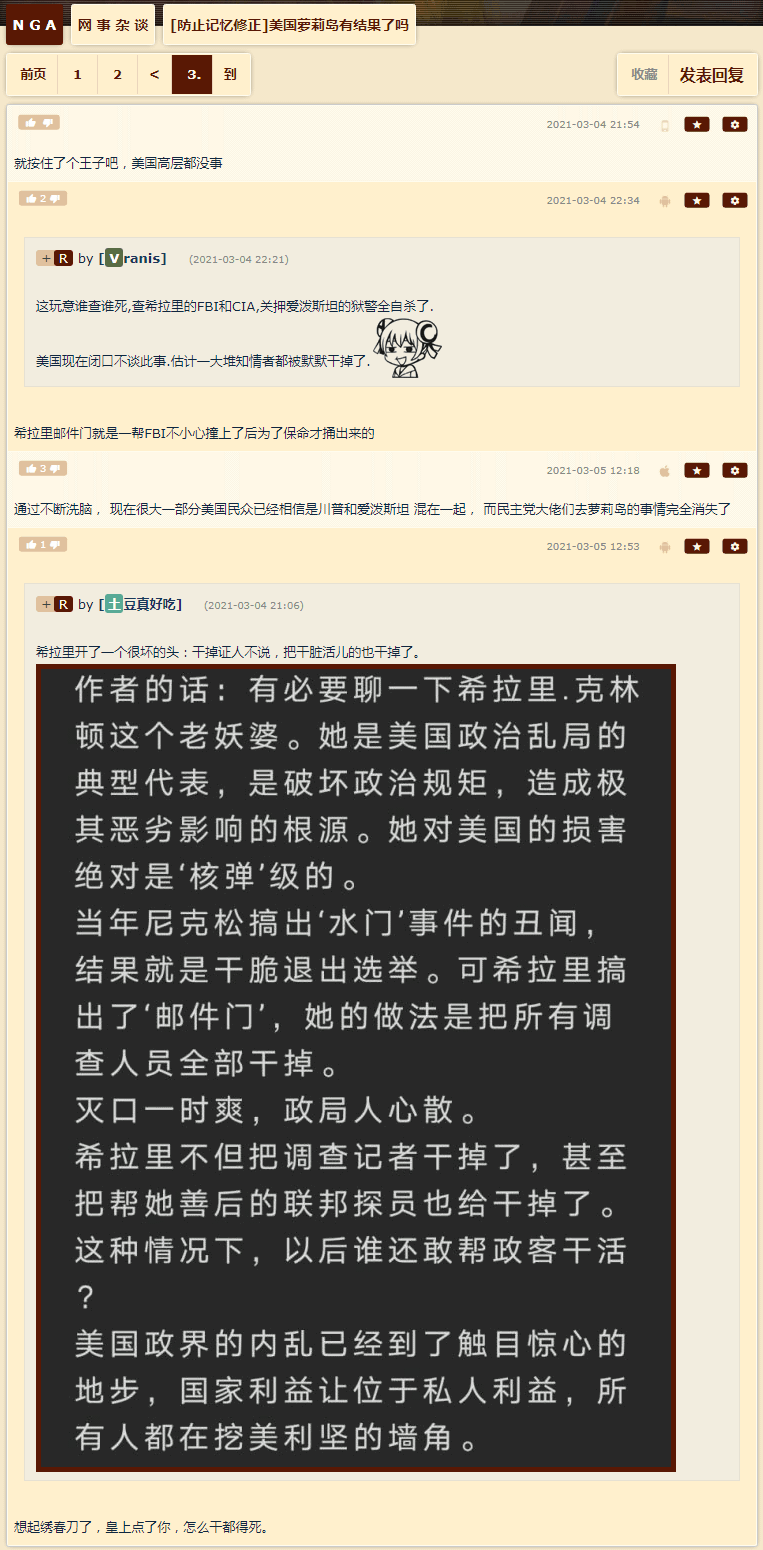 NGA 网事杂谈 [防止记忆修正]美国萝莉岛有结果了吗
前页 1 2 < 3. 到 收藏 发表回复
2021-03-04 21:54
就按住了个王子吧，美国高层都没事
2 2021-03-04 22:34
+ R by [Vranis] (2021-03-04 22:21)
这玩意谁查谁死,查希拉里的FBI和CIA,关押爱泼斯坦的狱警全自杀了.
美国现在闭口不谈此事.估计一大堆知情者都被默默干掉了.
希拉里邮件门就是一帮FBI不小心撞上了后为了保命才捅出来的
3 2021-03-05 12:18
通过不断洗脑， 现在很大一部分美国民众已经相信是川普和爱泼斯坦 混在一起， 而民主党大佬们去萝莉岛的事情完全消失了
1 2021-03-05 12:53
+ R by [土豆真好吃] (2021-03-04 21:06)
希拉里开了一个很坏的头：干掉证人不说，把干脏活儿的也干掉了。
作者的话：有必要聊一下希拉里.克林
顿这个老妖婆。她是美国政治乱局的
典型代表，是破坏政治规矩，造成极
其恶劣影响的根源。她对美国的损害
绝对是‘核弹’级的。
当年尼克松搞出‘水门’事件的丑闻，
结果就是干脆退出选举。可希拉里搞
出了‘邮件门’，她的做法是把所有调
查人员全部干掉。
灭口一时爽，政局人心散。
希拉里不但把调查记者干掉了，甚至
把帮她善后的联邦探员也给干掉了。
这种情况下，以后谁还敢帮政客干活
？
美国政界的内乱已经到了触目惊心的
地步，国家利益让位于私人利益，所
有人都在挖美利坚的墙角。
想起绣春刀了，皇上点了你，怎么干都得死。